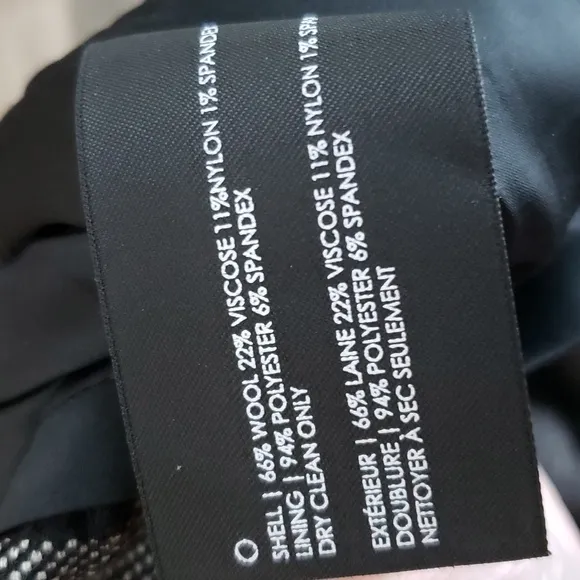 O
SHELL | 66% WOOL 22% VISCOSE 11%NYLON 1% SPANDEX
LINING | 94% POLYESTER 6% SPANDEX
DRY CLEAN ONLY
EXTÉRIEUR | 66% LAINE 22% VISCOSE 11% NYLON 1% SPANDEX
DOUBLURE | 94% POLYESTER 6% SPANDEX
NETTOYER À SEC SEULEMENT